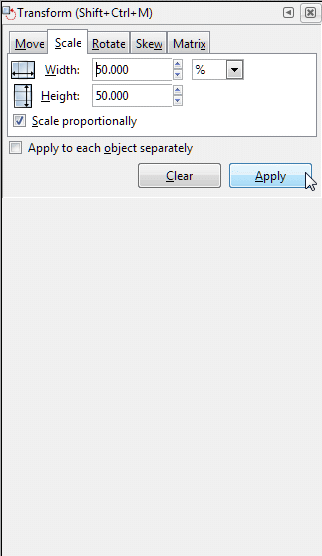 Transform (Shift+Ctrl+M)
Move Scale Rotate Skew Matrix
Width: 50.000 %
Height: 50.000
Scale proportionally
Apply to each object separately
Clear Apply